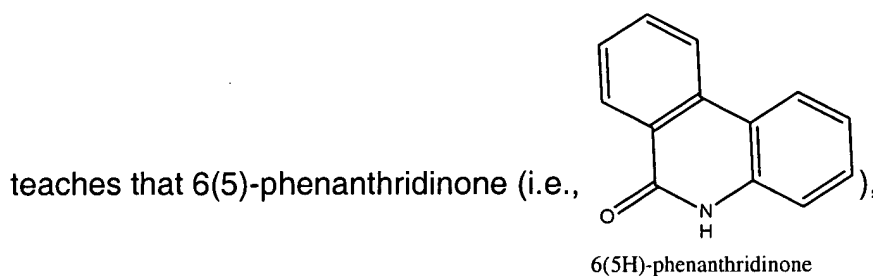 teaches that 6(5)-phenanthridinone (i.e., O N H ),
6(5H)-phenanthridinone